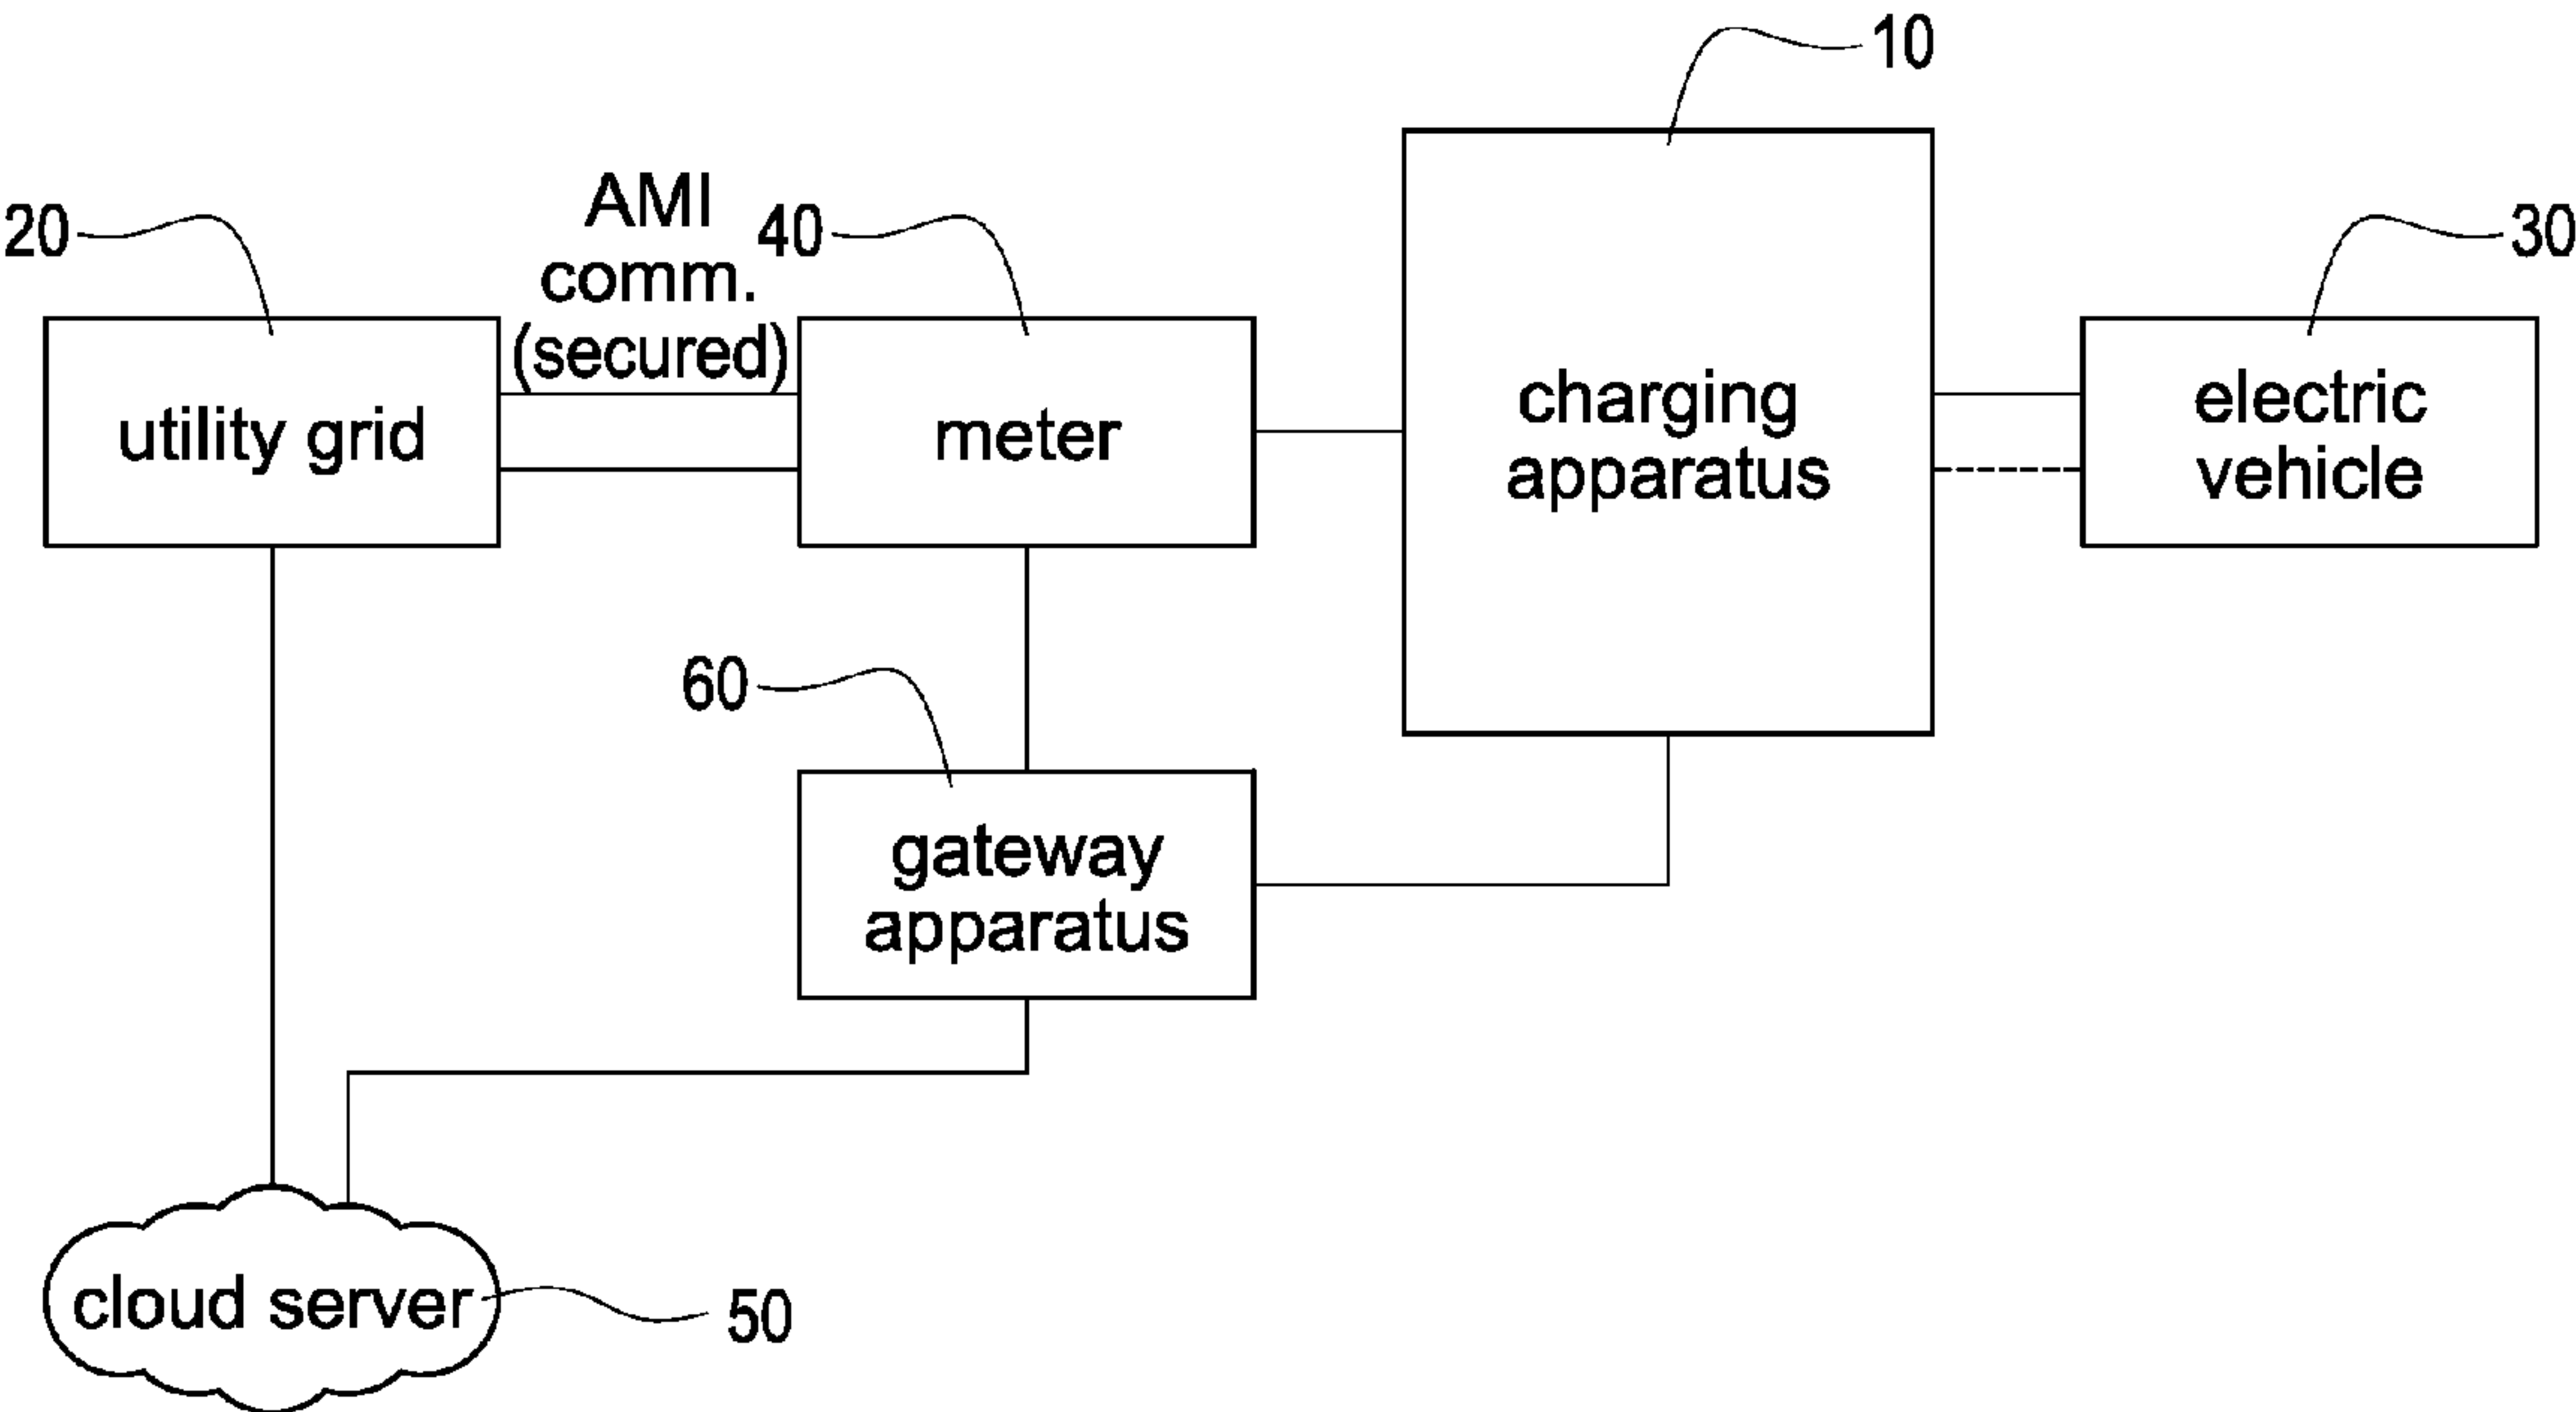 10
20
AMI
comm.
(secured)
40
30
utility grid
meter
charging
apparatus
electric
vehicle
60
gateway
apparatus
cloud server
50